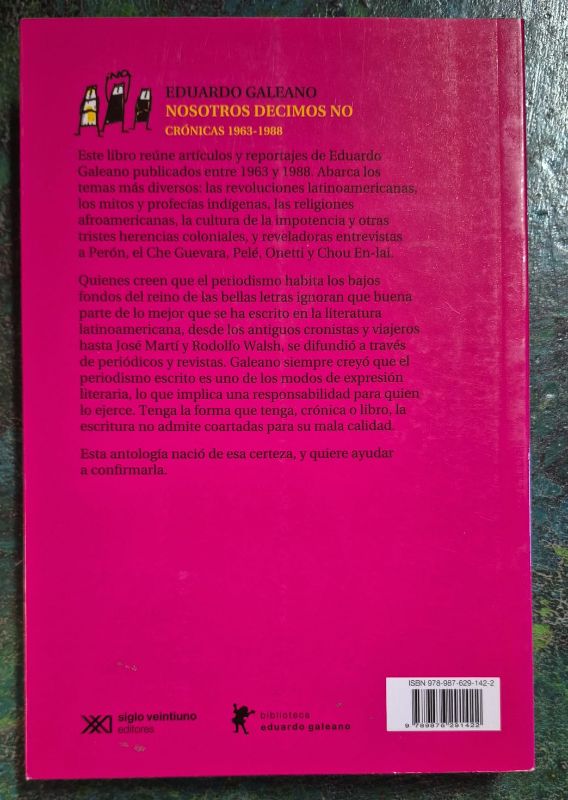 ¡NO
EDUARDO GALEANO
NOSOTROS DECIMOS NO
CRÓNICAS 1963-1988
Este libro reúne artículos y reportajes de Eduardo
Galeano publicados entre 1963 y 1988. Abarca los
temas más diversos: las revoluciones latinoamericanas,
los mitos y profecías indígenas, las religiones
afroamericanas, la cultura de la impotencia y otras
tristes herencias coloniales, y reveladoras entrevistas
a Perón, el Che Guevara, Pelé, Onetti y Chou En-lai.
Quienes creen que el periodismo habita los bajos
fondos del reino de las bellas letras ignoran que buena
parte de lo mejor que se ha escrito en la literatura
latinoamericana, desde los antiguos cronistas y viajeros
hasta José Martí y Rodolfo Walsh, se difundió a través
de periódicos y revistas. Galeano siempre creyó que el
periodismo escrito es uno de los modos de expresión
literaria, lo que implica una responsabilidad para quien
lo ejerce. Tenga la forma que tenga, crónica o libro, la
escritura no admite coartadas para su mala calidad.
Esta antología nació de esa certeza, y quiere ayudar
a confirmarla.
siglo veintiuno
editores
biblioteca
eduardo galeano
ISBN 978-987-629-142-2
9 789876 291422